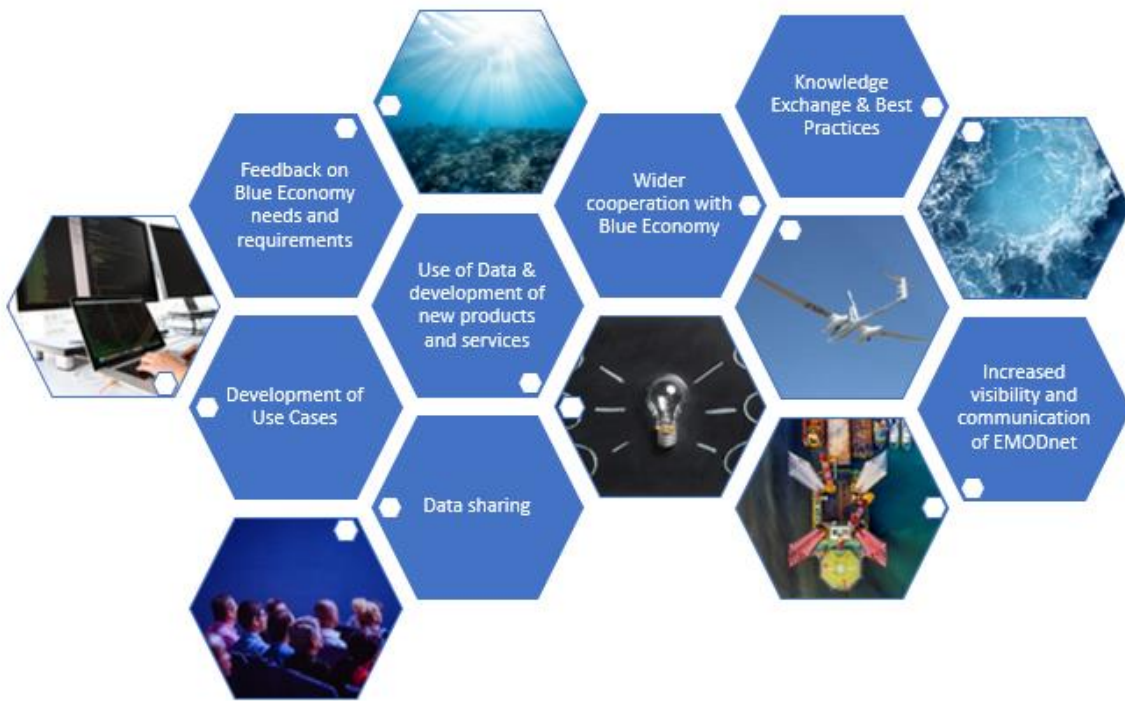 Feedback on
Blue Economy
needs and
requirements
Development of
Use Cases
Use of Data &
development of
new products
and services
Data sharing
Wider
cooperation with
Blue Economy
Knowledge
Exchange & Best
Practices
Increased
visibility and
communication
of EMODnet